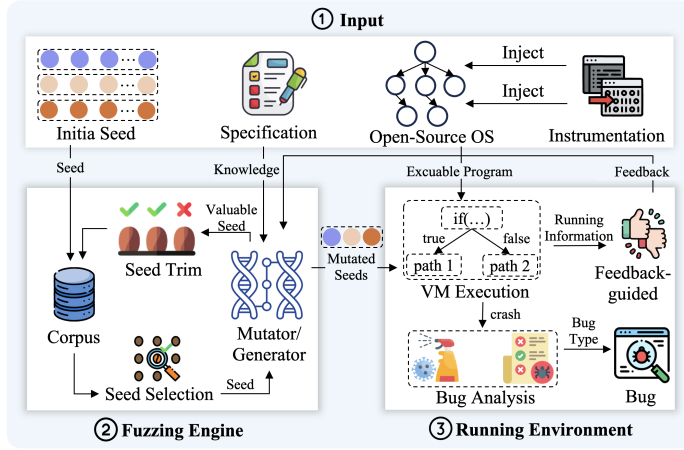 ① Input
Inject
Inject
Initia Seed
Specification
Open-Source OS
Instrumentation
Seed
Knowledge
Excuable Program
Feedback
Valuable
Seed
Seed Trim
Corpus
Mutator/
Generator
Seed Selection
Seed
Mutated
Seeds
② Fuzzing Engine
if(…)
true
false
path 1
path 2
VM Execution
Running
Information
Feedback-
guided
crash
Bug
Type
Bug Analysis
Bug
③ Running Environment